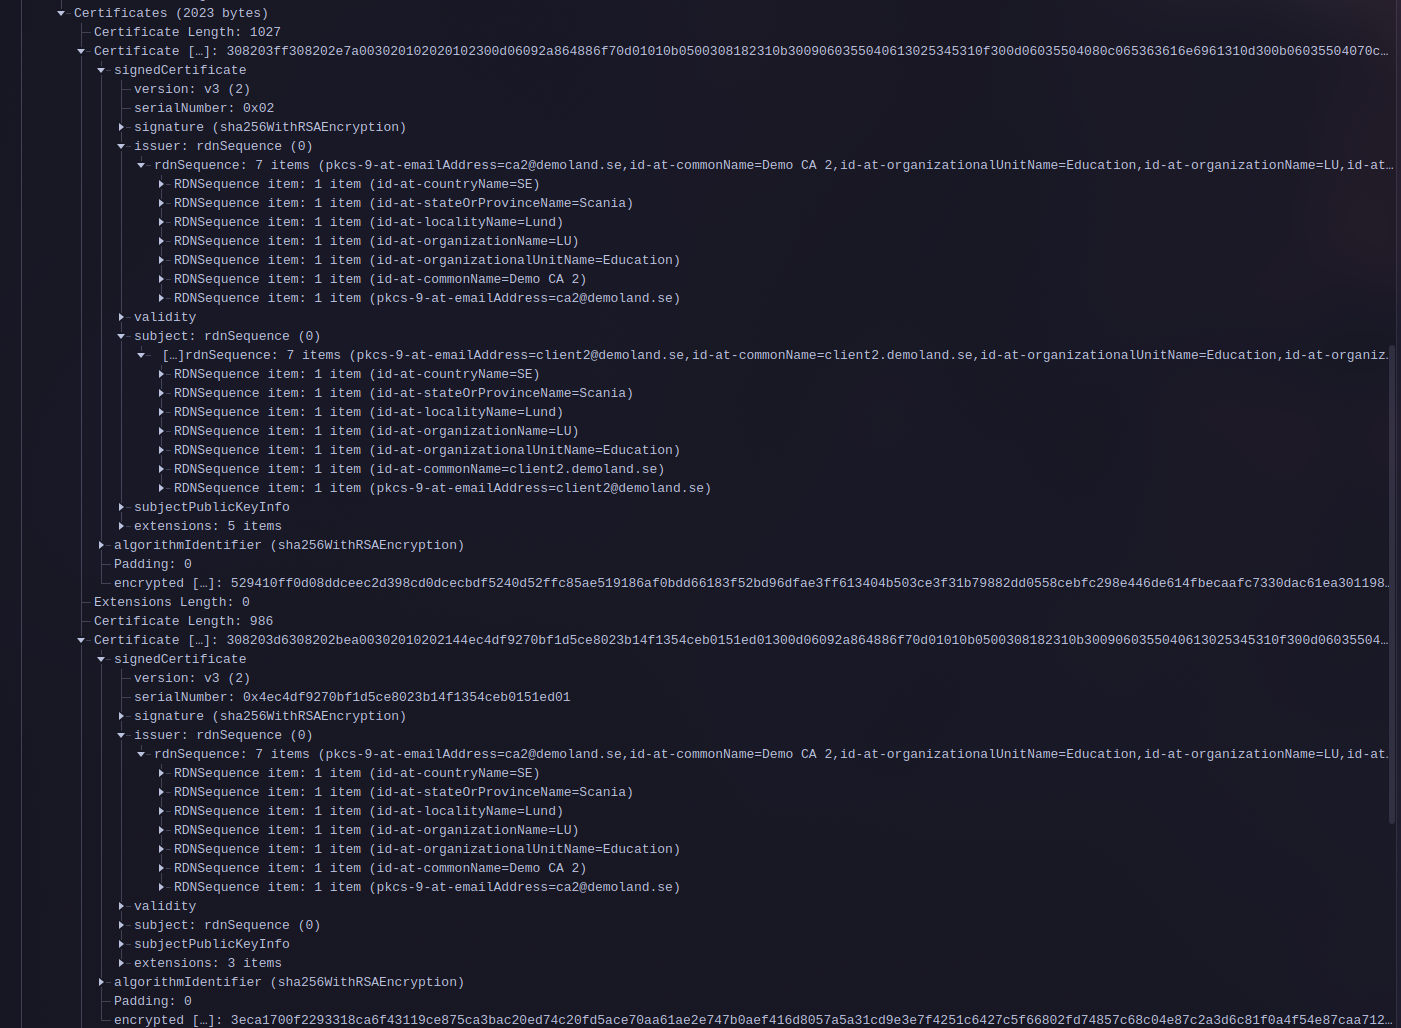 Certificates (2023 bytes)
Certificate Length: 1027
Certificate […]: 308203ff308202e7a003020102020102300d06092a864886f70d01010b0500308182310b3009060355040613025345310f300d06035504080c065363616e6961310d300b06035504070c…
signedCertificate
version: v3 (2)
serialNumber: 0x02
signature (sha256WithRSAEncryption)
issuer: rdnSequence (0)
rdnSequence: 7 items (pkcs-9-at-emailAddress=ca2@demoland.se,id-at-commonName=Demo CA 2,id-at-organizationalUnitName=Education,id-at-organizationName=LU,id-at…
RDNSequence item: 1 item (id-at-countryName=SE)
RDNSequence item: 1 item (id-at-stateOrProvinceName=Scania)
RDNSequence item: 1 item (id-at-localityName=Lund)
RDNSequence item: 1 item (id-at-organizationName=LU)
RDNSequence item: 1 item (id-at-organizationalUnitName=Education)
RDNSequence item: 1 item (id-at-commonName=Demo CA 2)
RDNSequence item: 1 item (pkcs-9-at-emailAddress=ca2@demoland.se)
validity
subject: rdnSequence (0)
[…]rdnSequence: 7 items (pkcs-9-at-emailAddress=client2@demoland.se,id-at-commonName=client2.demoland.se,id-at-organizationalUnitName=Education,id-at-organiz…
RDNSequence item: 1 item (id-at-countryName=SE)
RDNSequence item: 1 item (id-at-stateOrProvinceName=Scania)
RDNSequence item: 1 item (id-at-localityName=Lund)
RDNSequence item: 1 item (id-at-organizationName=LU)
RDNSequence item: 1 item (id-at-organizationalUnitName=Education)
RDNSequence item: 1 item (id-at-commonName=client2.demoland.se)
RDNSequence item: 1 item (pkcs-9-at-emailAddress=client2@demoland.se)
subjectPublicKeyInfo
extensions: 5 items
algorithmIdentifier (sha256WithRSAEncryption)
Padding: 0
encrypted […]: 529410ff0d08ddceec2d398cd0dcecbdf5240d52ffc85ae519186af0bdd66183f52bd96dfae3ff613404b503ce3f31b79882dd0558cebfc298e446de614fbecaafc7330dac61ea301198…
Extensions Length: 0
Certificate Length: 986
Certificate […]: 308203d6308202bea00302010202144ec4df9270bf1d5ce8023b14f1354ceb0151ed01300d06092a864886f70d01010b0500308182310b3009060355040613025345310f300d06035504…
signedCertificate
version: v3 (2)
serialNumber: 0x4ec4df9270bf1d5ce8023b14f1354ceb0151ed01
signature (sha256WithRSAEncryption)
issuer: rdnSequence (0)
rdnSequence: 7 items (pkcs-9-at-emailAddress=ca2@demoland.se,id-at-commonName=Demo CA 2,id-at-organizationalUnitName=Education,id-at-organizationName=LU,id-at…
RDNSequence item: 1 item (id-at-countryName=SE)
RDNSequence item: 1 item (id-at-stateOrProvinceName=Scania)
RDNSequence item: 1 item (id-at-localityName=Lund)
RDNSequence item: 1 item (id-at-organizationName=LU)
RDNSequence item: 1 item (id-at-organizationalUnitName=Education)
RDNSequence item: 1 item (id-at-commonName=Demo CA 2)
RDNSequence item: 1 item (pkcs-9-at-emailAddress=ca2@demoland.se)
validity
subject: rdnSequence (0)
subjectPublicKeyInfo
extensions: 3 items
algorithmIdentifier (sha256WithRSAEncryption)
Padding: 0
encrypted […]: 3eca1700f2293318ca6f43119ce875ca3bac20ed74c20fd5ace70aa61ae2e747b0aef416d8057a5a31cd9e3e7f4251c6427c5f66802fd74857c68c04e87c2a3d6c81f0a4f54e87caa712…